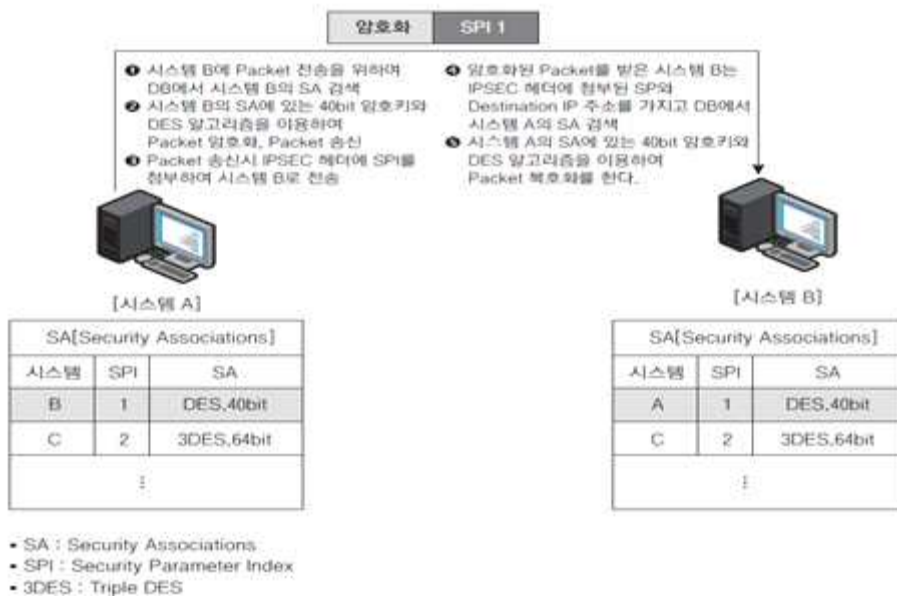 암호화 SPI 1
❶ 시스템 B에 Packet 전송을 위하여
DB에서 시스템 B의 SA 검색
❷ 시스템 B의 SA에 있는 40bit 암호키와
DES 알고리즘을 이용하여
Packet 암호화, Packet 송신
❸ Packet 송신시 IPSEC 헤더에 SPI를
첨부하여 시스템 B로 전송
❹ 암호화된 Packet를 받은 시스템 B는
IPSEC 헤더에 첨부된 SP와
Destination IP 주소를 가지고 DB에서
시스템 A의 SA 검색
❺ 시스템 A의 SA에 있는 40bit 암호키와
DES 알고리즘을 이용하여
Packet 복호화를 한다.
[시스템 A]
SA[Security Associations]
시스템 SPI SA
B 1 DES,40bit
C 2 3DES,64bit
⋮
[시스템 B]
SA[Security Associations]
시스템 SPI SA
A 1 DES,40bit
C 2 3DES,64bit
⋮
• SA : Security Associations
• SPI : Security Parameter Index
• 3DES : Triple DES